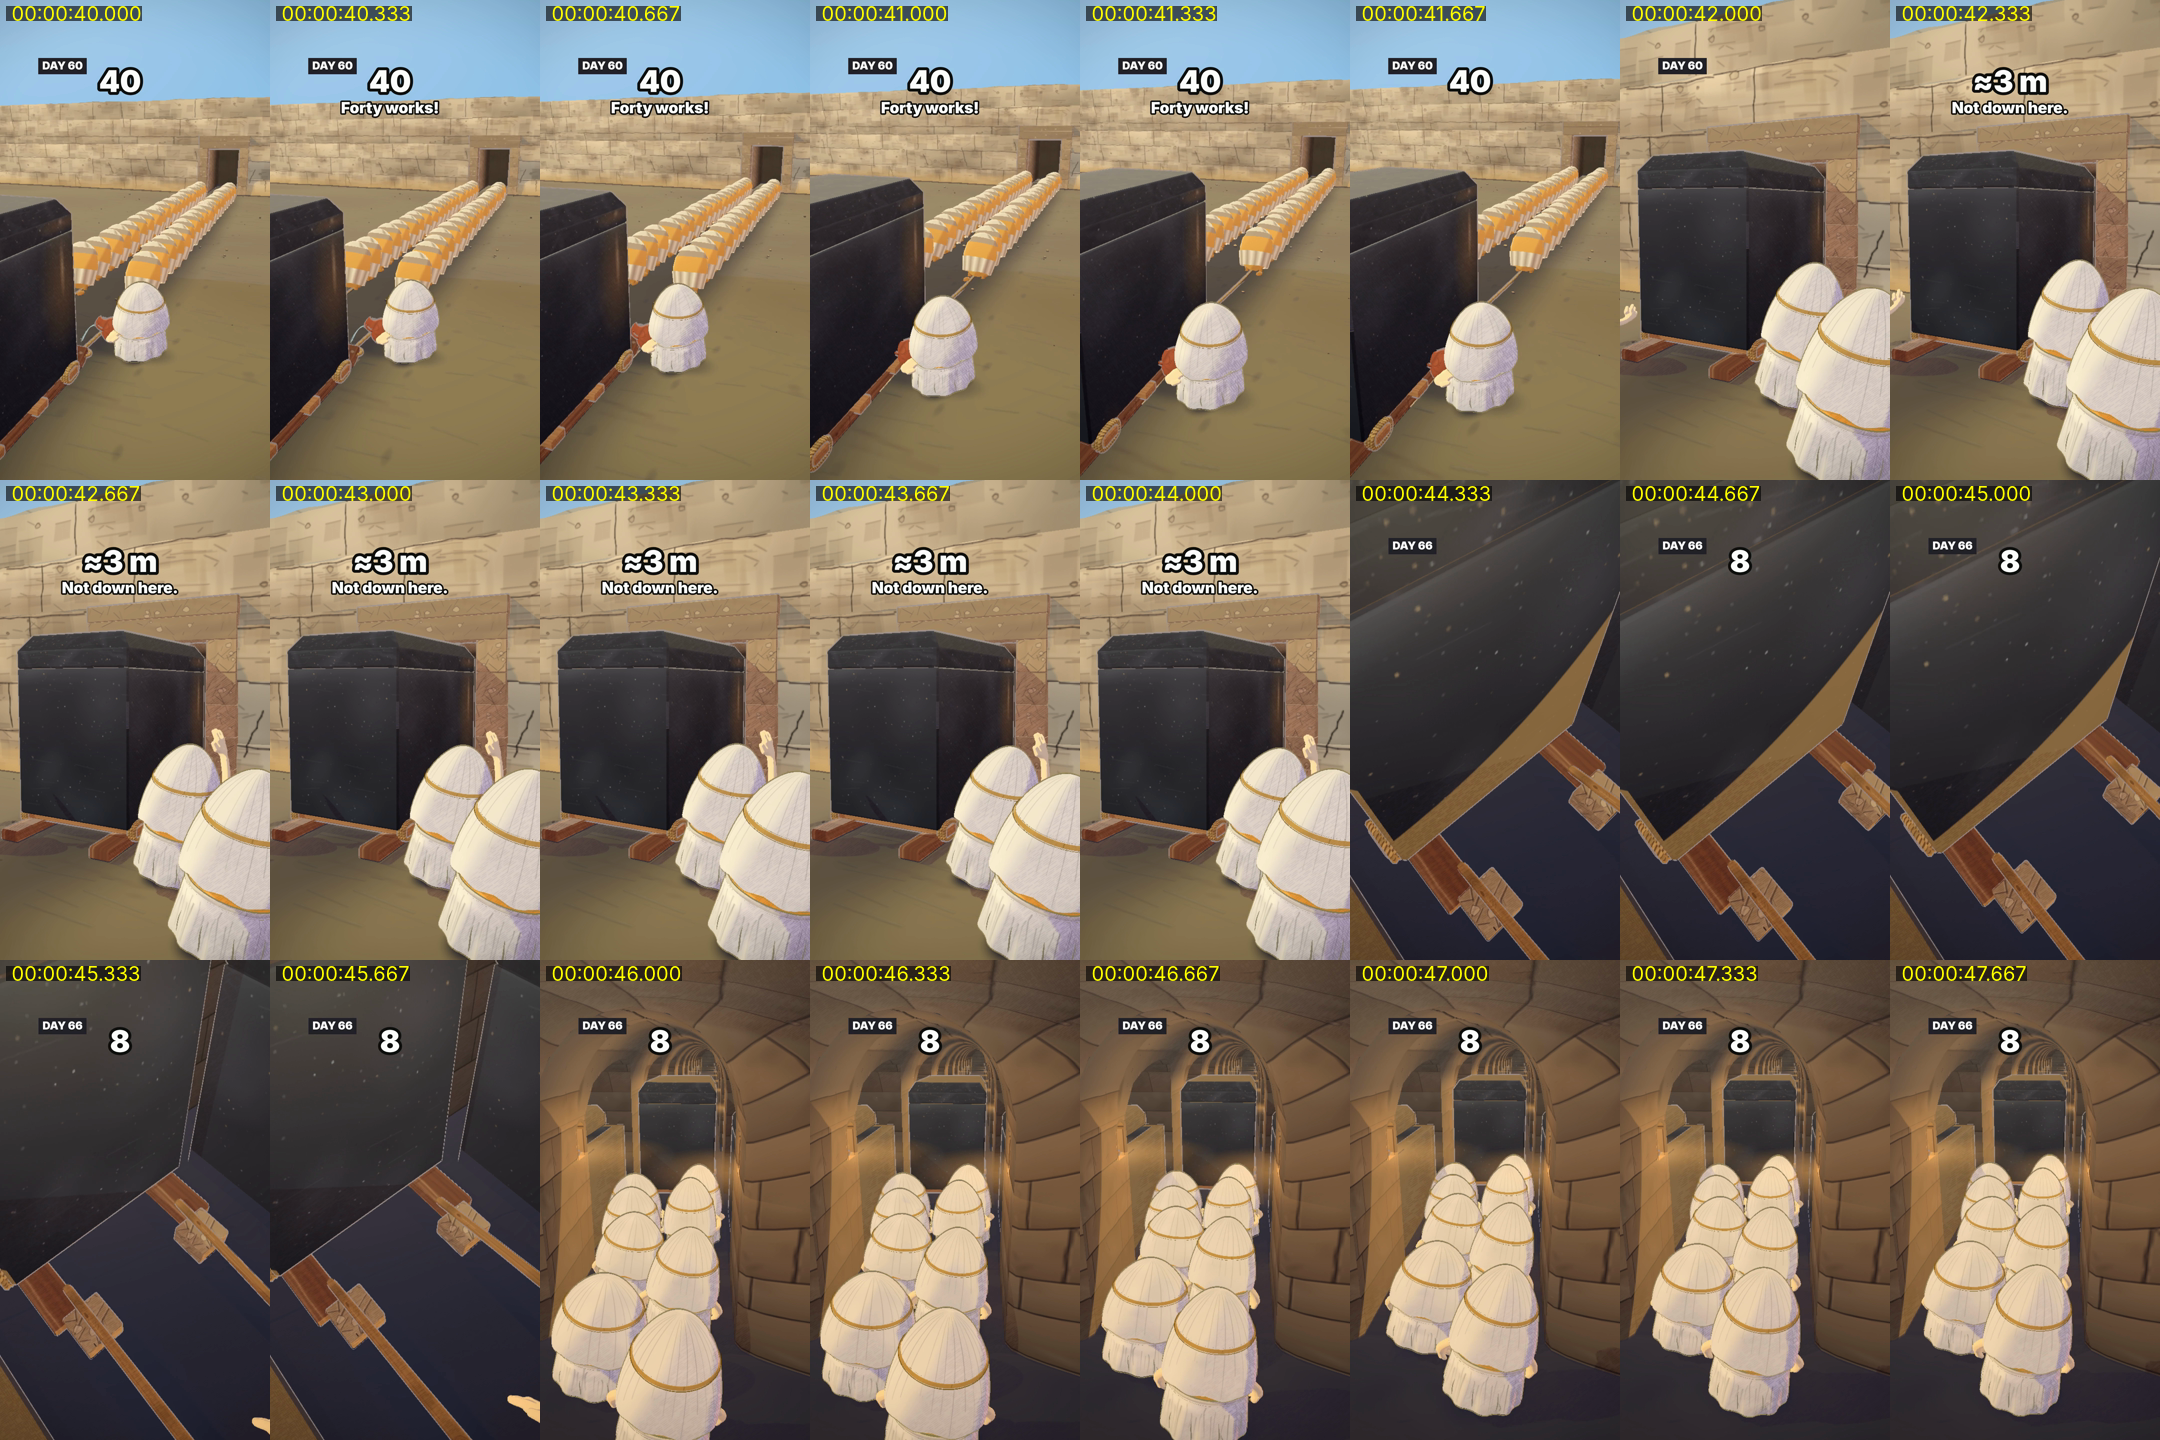 00:00:40.000
DAY 60
40
00:00:40.333
DAY 60
40
Forty works!
00:00:40.667
DAY 60
40
Forty works!
00:00:41.000
DAY 60
40
Forty works!
00:00:41.333
DAY 60
40
Forty works!
00:00:41.667
DAY 60
40
00:00:42.000
DAY 60
00:00:42.333
≈3 m
Not down here.
00:00:42.667
≈3 m
Not down here.
00:00:43.000
≈3 m
Not down here.
00:00:43.333
≈3 m
Not down here.
00:00:43.667
≈3 m
Not down here.
00:00:44.000
≈3 m
Not down here.
00:00:44.333
DAY 66
00:00:44.667
DAY 66
8
00:00:45.000
DAY 66
8
00:00:45.333
DAY 66
8
00:00:45.667
DAY 66
8
00:00:46.000
DAY 66
8
00:00:46.333
DAY 66
8
00:00:46.667
DAY 66
8
00:00:47.000
DAY 66
8
00:00:47.333
DAY 66
8
00:00:47.667
DAY 66
8